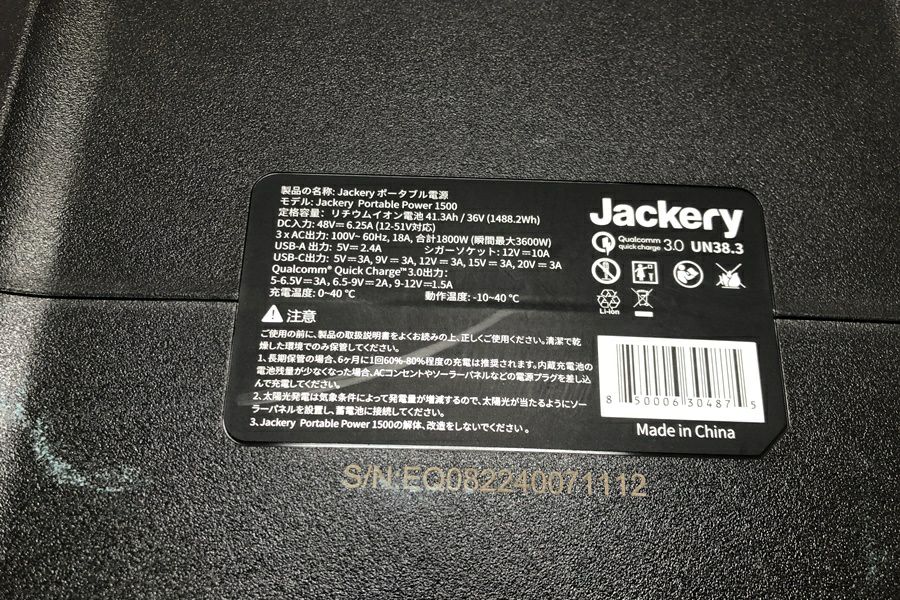 製品の名称: Jackery ポータブル電源
モデル: Jackery Portable Power 1500
定格容量: リチウムイオン電池 41.3Ah / 36V (1488.2Wh)
DC入力: 48V⎓6.25A (12-51V対応)
3 x AC出力: 100V~ 60Hz, 18A, 合計1800W (瞬間最大3600W)
USB-A 出力: 5V⎓2.4A シガーソケット: 12V⎓10A
USB-C出力: 5V⎓3A, 9V⎓3A, 12V⎓3A, 15V⎓3A, 20V⎓3A
Qualcomm® Quick Charge™ 3.0出力:
5-6.5V⎓3A, 6.5-9V⎓2A, 9-12V⎓1.5A
充電温度: 0~40 ℃ 動作温度: -10~40 ℃
注意
ご使用の前に、製品の取扱説明書をよくお読みの上、正しくご使用ください。清潔で乾
燥した環境でのみ保管してください。
1、長期保管の場合、6ヶ月に1回60%-80%程度の充電は推奨されます。内蔵充電池の
電池残量が少なくなった場合、ACコンセントやソーラーパネルなどの電源プラグを差し込
んで充電してください。
2. 太陽光発電は気象条件によって発電量が増減するので、太陽光が当たるようにソー
ラーパネルを設置し、蓄電池に接続してください。
3. Jackery Portable Power 1500の解体、改造をしないでください。
Jackery
Qualcomm
quick charge 3.0 UN38.3
Li-ion
8 50006 30487 5
Made in China
S/N:EQ082240071112